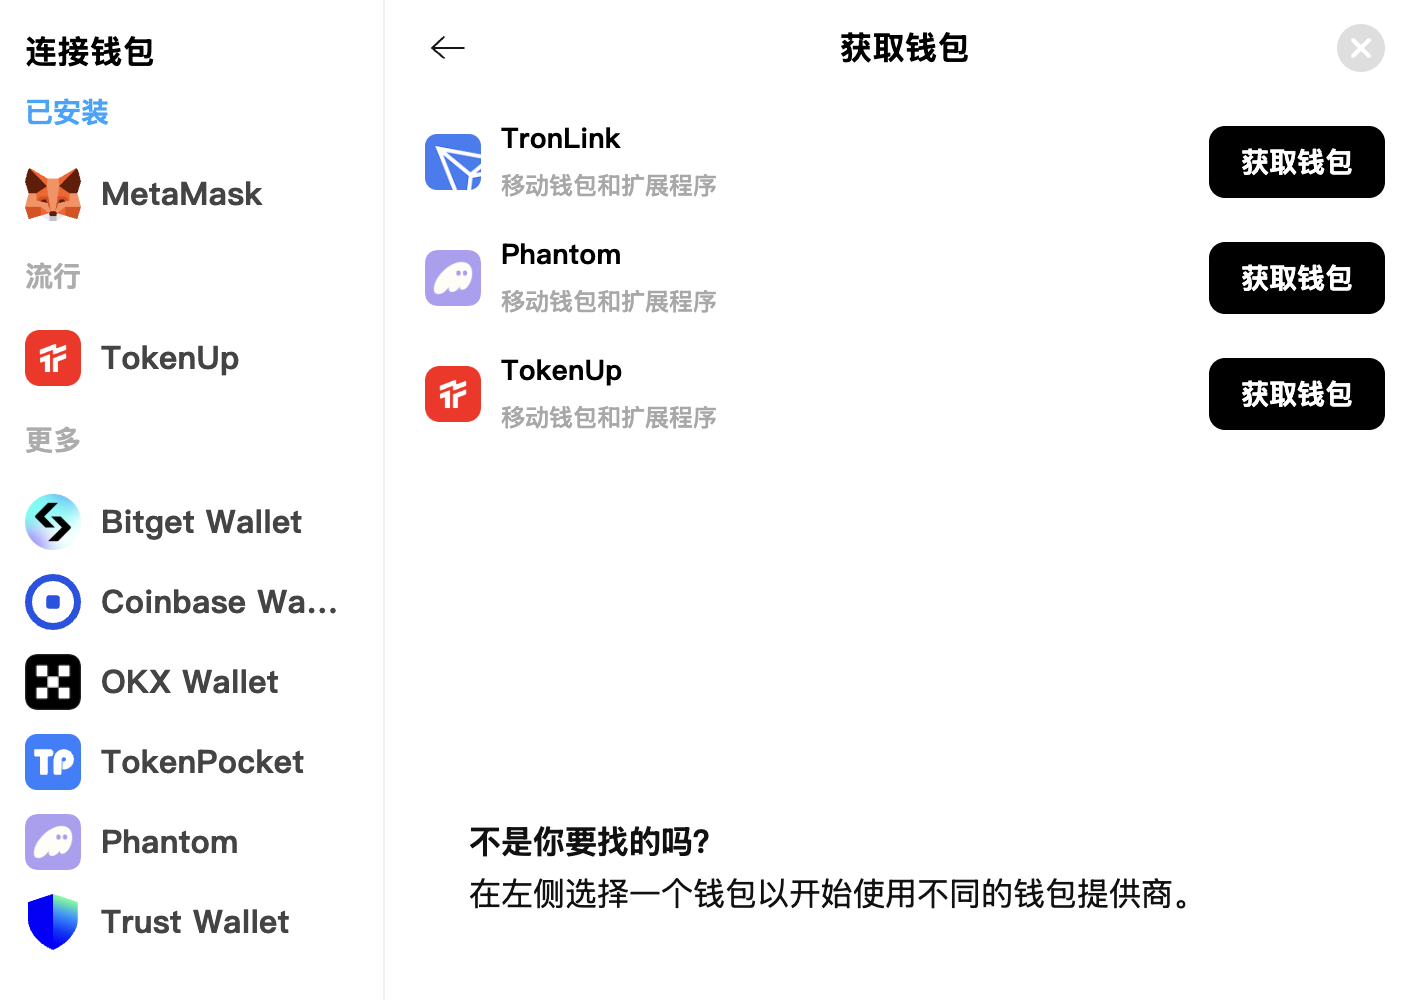 连接钱包
已安装
MetaMask
流行
TokenUp
更多
Bitget Wallet
Coinbase Wa...
OKX Wallet
TP
TokenPocket
Phantom
Trust Wallet
获取钱包
TronLink
移动钱包和扩展程序
获取钱包
Phantom
移动钱包和扩展程序
获取钱包
TokenUp
移动钱包和扩展程序
获取钱包
不是你要找的吗?
在左侧选择一个钱包以开始使用不同的钱包提供商。